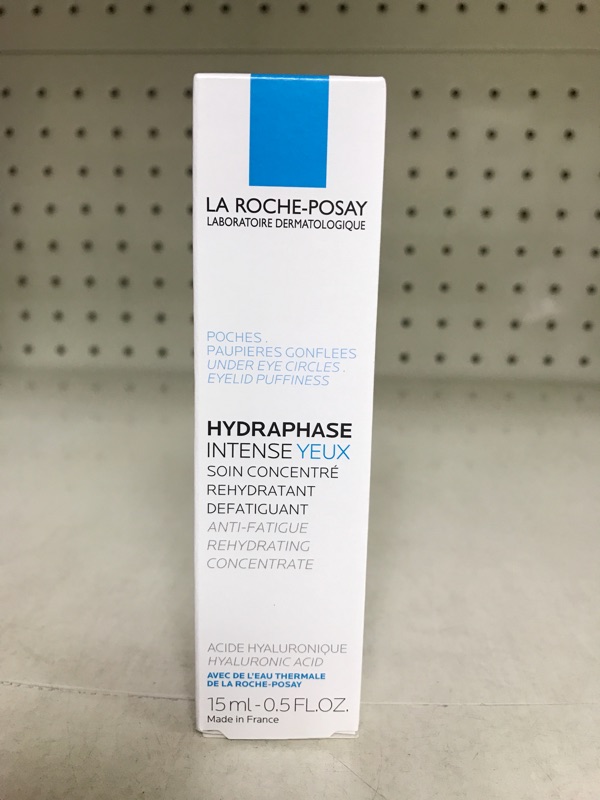 LA ROCHE-POSAY
LABORATOIRE DERMATOLOGIQUE
POCHES.
PAUPIERES GONFLEES
UNDER EYE CIRCLES.
EYELID PUFFINESS
HYDRAPHASE
INTENSE YEUX
SOIN CONCENTRÉ
REHYDRATANT
DEFATIGUANT
ANTI-FATIGUE
REHYDRATING
CONCENTRATE
ACIDE HYALURONIQUE
HYALURONIC ACID
AVEC DE L'EAU THERMALE
DE LA ROCHE-POSAY
15 ml - 0.5 FL.OZ.
Made in France